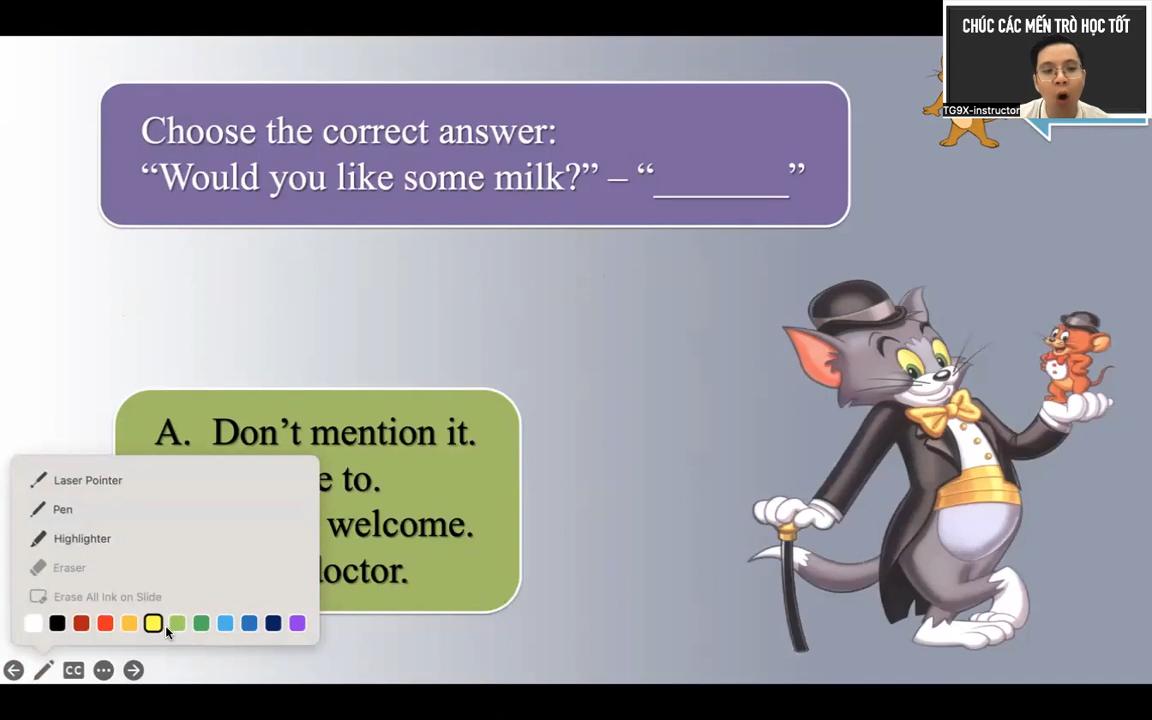 CHÚC CÁC MẾN TRÒ HỌC TỐT
TG9X-instructor
Choose the correct answer:
“Would you like some milk?” – “________”
A. Don’t mention it.
to.
welcome.
Laser Pointer
Pen
Highlighter
Eraser
Erase All Ink on Slide
CC